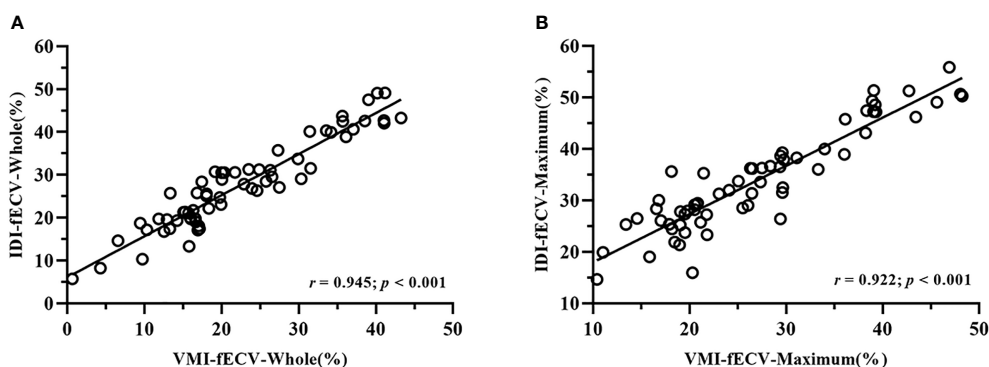 A
B
IDI-fECV-Whole(%)
60
50
40
30
20
10
0
0 10 20 30 40 50
VMI-fECV-Whole(%)
r = 0.945; p < 0.001
IDI-fECV-Maximum(%)
60
50
40
30
20
10
10 20 30 40 50
VMI-fECV-Maximum(%)
r = 0.922; p < 0.001